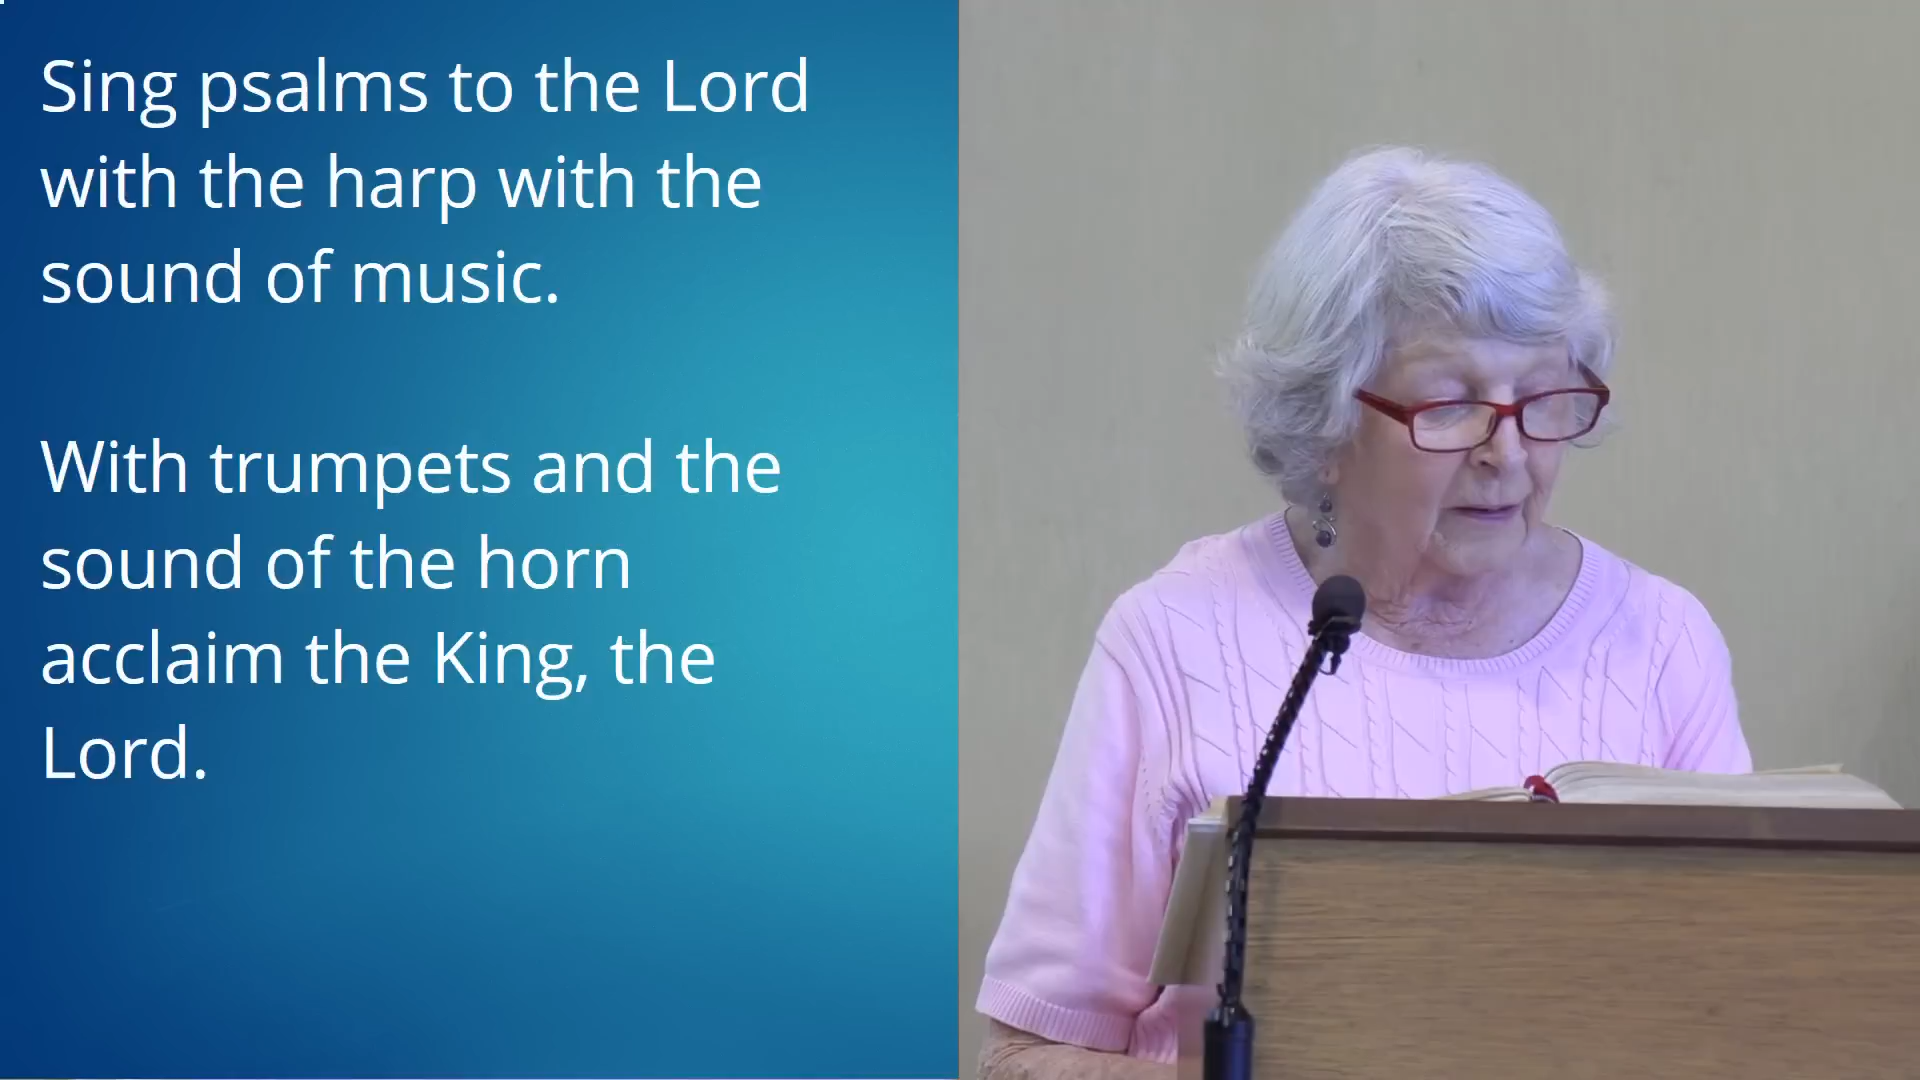 Sing psalms to the Lord
with the harp with the
sound of music.
With trumpets and the
sound of the horn
acclaim the King, the
Lord.